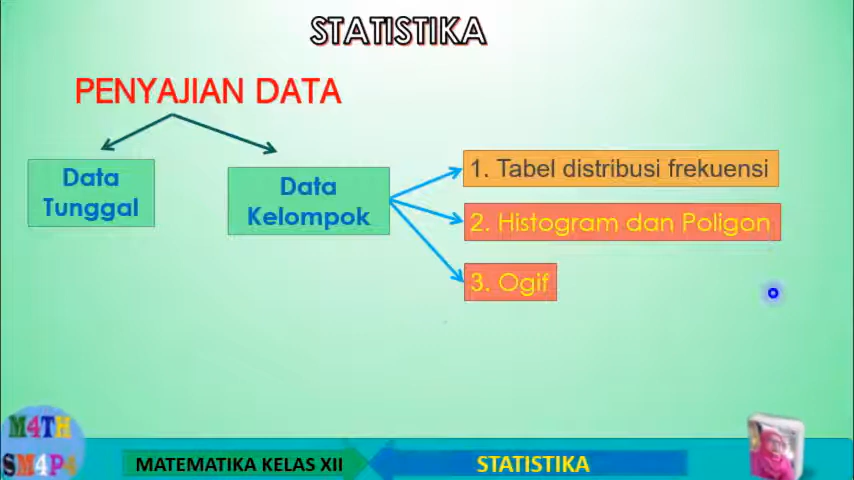 STATISTIKA
PENYAJIAN DATA
Data
Tunggal
Data
Kelompok
1. Tabel distribusi frekuensi
2. Histogram dan Poligon
3. Ogif
M4TH
SM4P4
MATEMATIKA KELAS XII
STATISTIKA